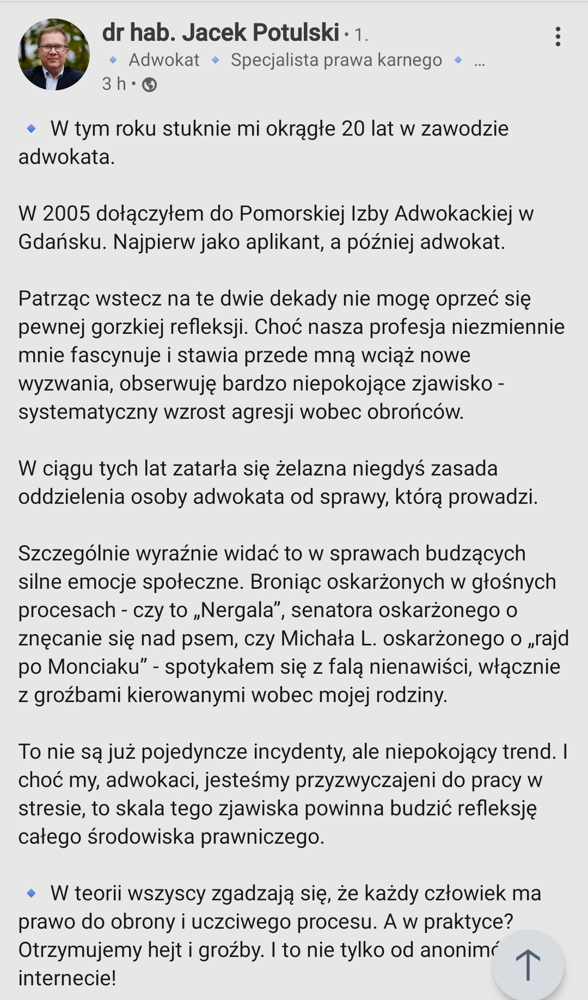 dr hab. Jacek Potulski • 1.
🔹 Adwokat 🔹 Specjalista prawa karnego 🔹 ...
3 h •
🔹 W tym roku stuknie mi okrągłe 20 lat w zawodzie
adwokata.
W 2005 dołączyłem do Pomorskiej Izby Adwokackiej w
Gdańsku. Najpierw jako aplikant, a później adwokat.
Patrząc wstecz na te dwie dekady nie mogę oprzeć się
pewnej gorzkiej refleksji. Choć nasza profesja niezmiennie
mnie fascynuje i stawia przede mną wciąż nowe
wyzwania, obserwuję bardzo niepokojące zjawisko -
systematyczny wzrost agresji wobec obrońców.
W ciągu tych lat zatarła się żelazna niegdyś zasada
oddzielenia osoby adwokata od sprawy, którą prowadzi.
Szczególnie wyraźnie widać to w sprawach budzących
silne emocje społeczne. Broniąc oskarżonych w głośnych
procesach - czy to „Nergala”, senatora oskarżonego o
znęcanie się nad psem, czy Michała L. oskarżonego o „rajd
po Monciaku” - spotykałem się z falą nienawiści, włącznie
z groźbami kierowanymi wobec mojej rodziny.
To nie są już pojedyncze incydenty, ale niepokojący trend. I
choć my, adwokaci, jesteśmy przyzwyczajeni do pracy w
stresie, to skala tego zjawiska powinna budzić refleksję
całego środowiska prawniczego.
🔹 W teorii wszyscy zgadzają się, że każdy człowiek ma
prawo do obrony i uczciwego procesu. A w praktyce?
Otrzymujemy hejt i groźby. I to nie tylko od
internecie!